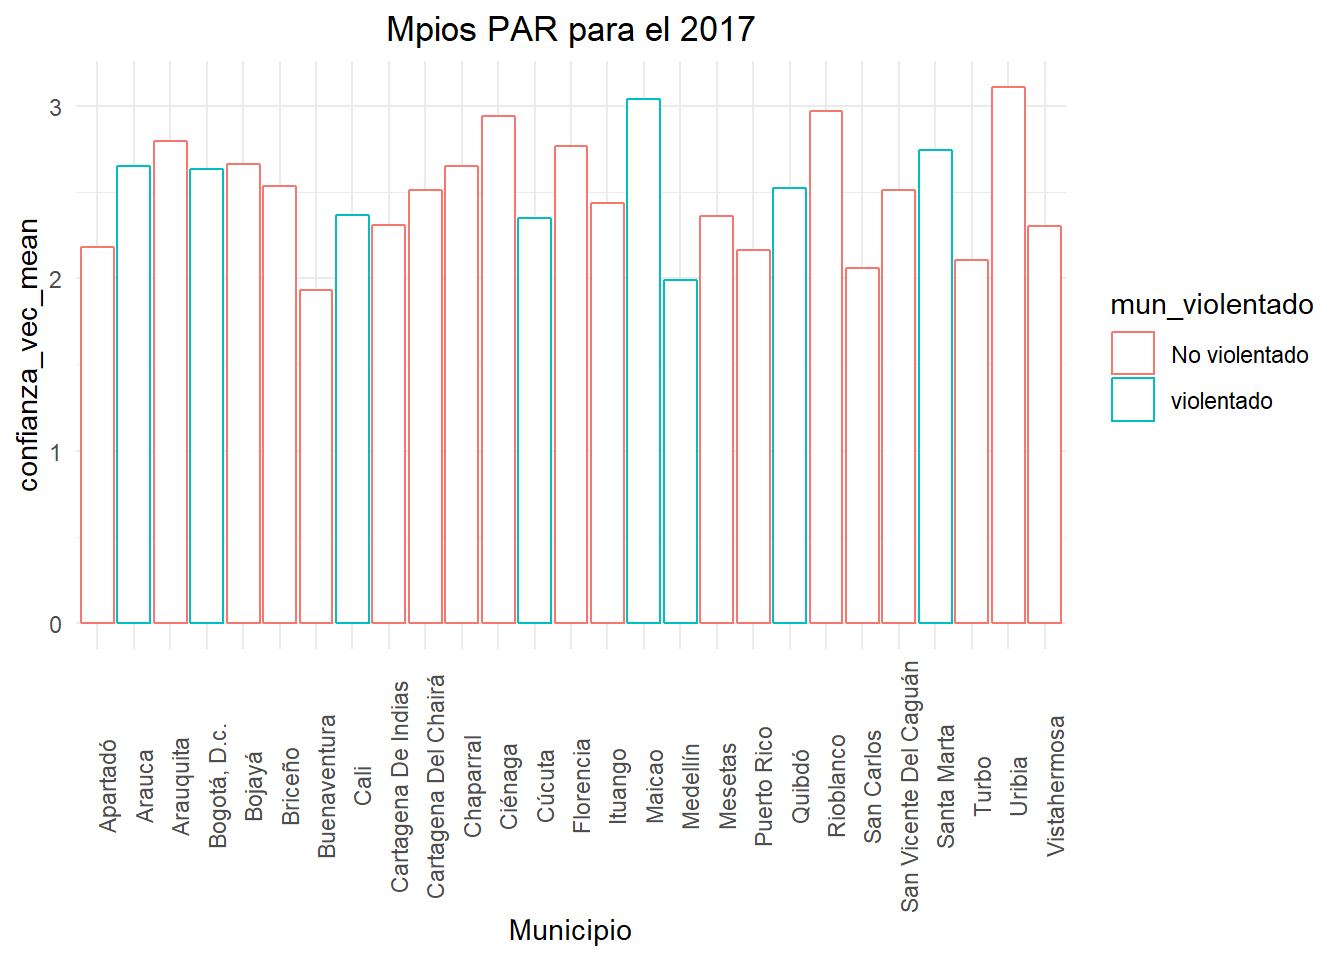 Mpios PAR para el 2017
confianza_vec_mean
3
2
1
0
Apartadó
Arauca
Arauquita
Bogotá, D.c.
Bojayá
Briceño
Buenaventura
Cali
Cartagena De Indias
Cartagena Del Chairá
Chaparral
Ciénaga
Cúcuta
Florencia
Ituango
Maicao
Medellín
Mesetas
Puerto Rico
Quibdó
Rioblanco
San Carlos
San Vicente Del Caguán
Santa Marta
Turbo
Uribia
Vistahermosa
Municipio
mun_violentado
No violentado
violentado